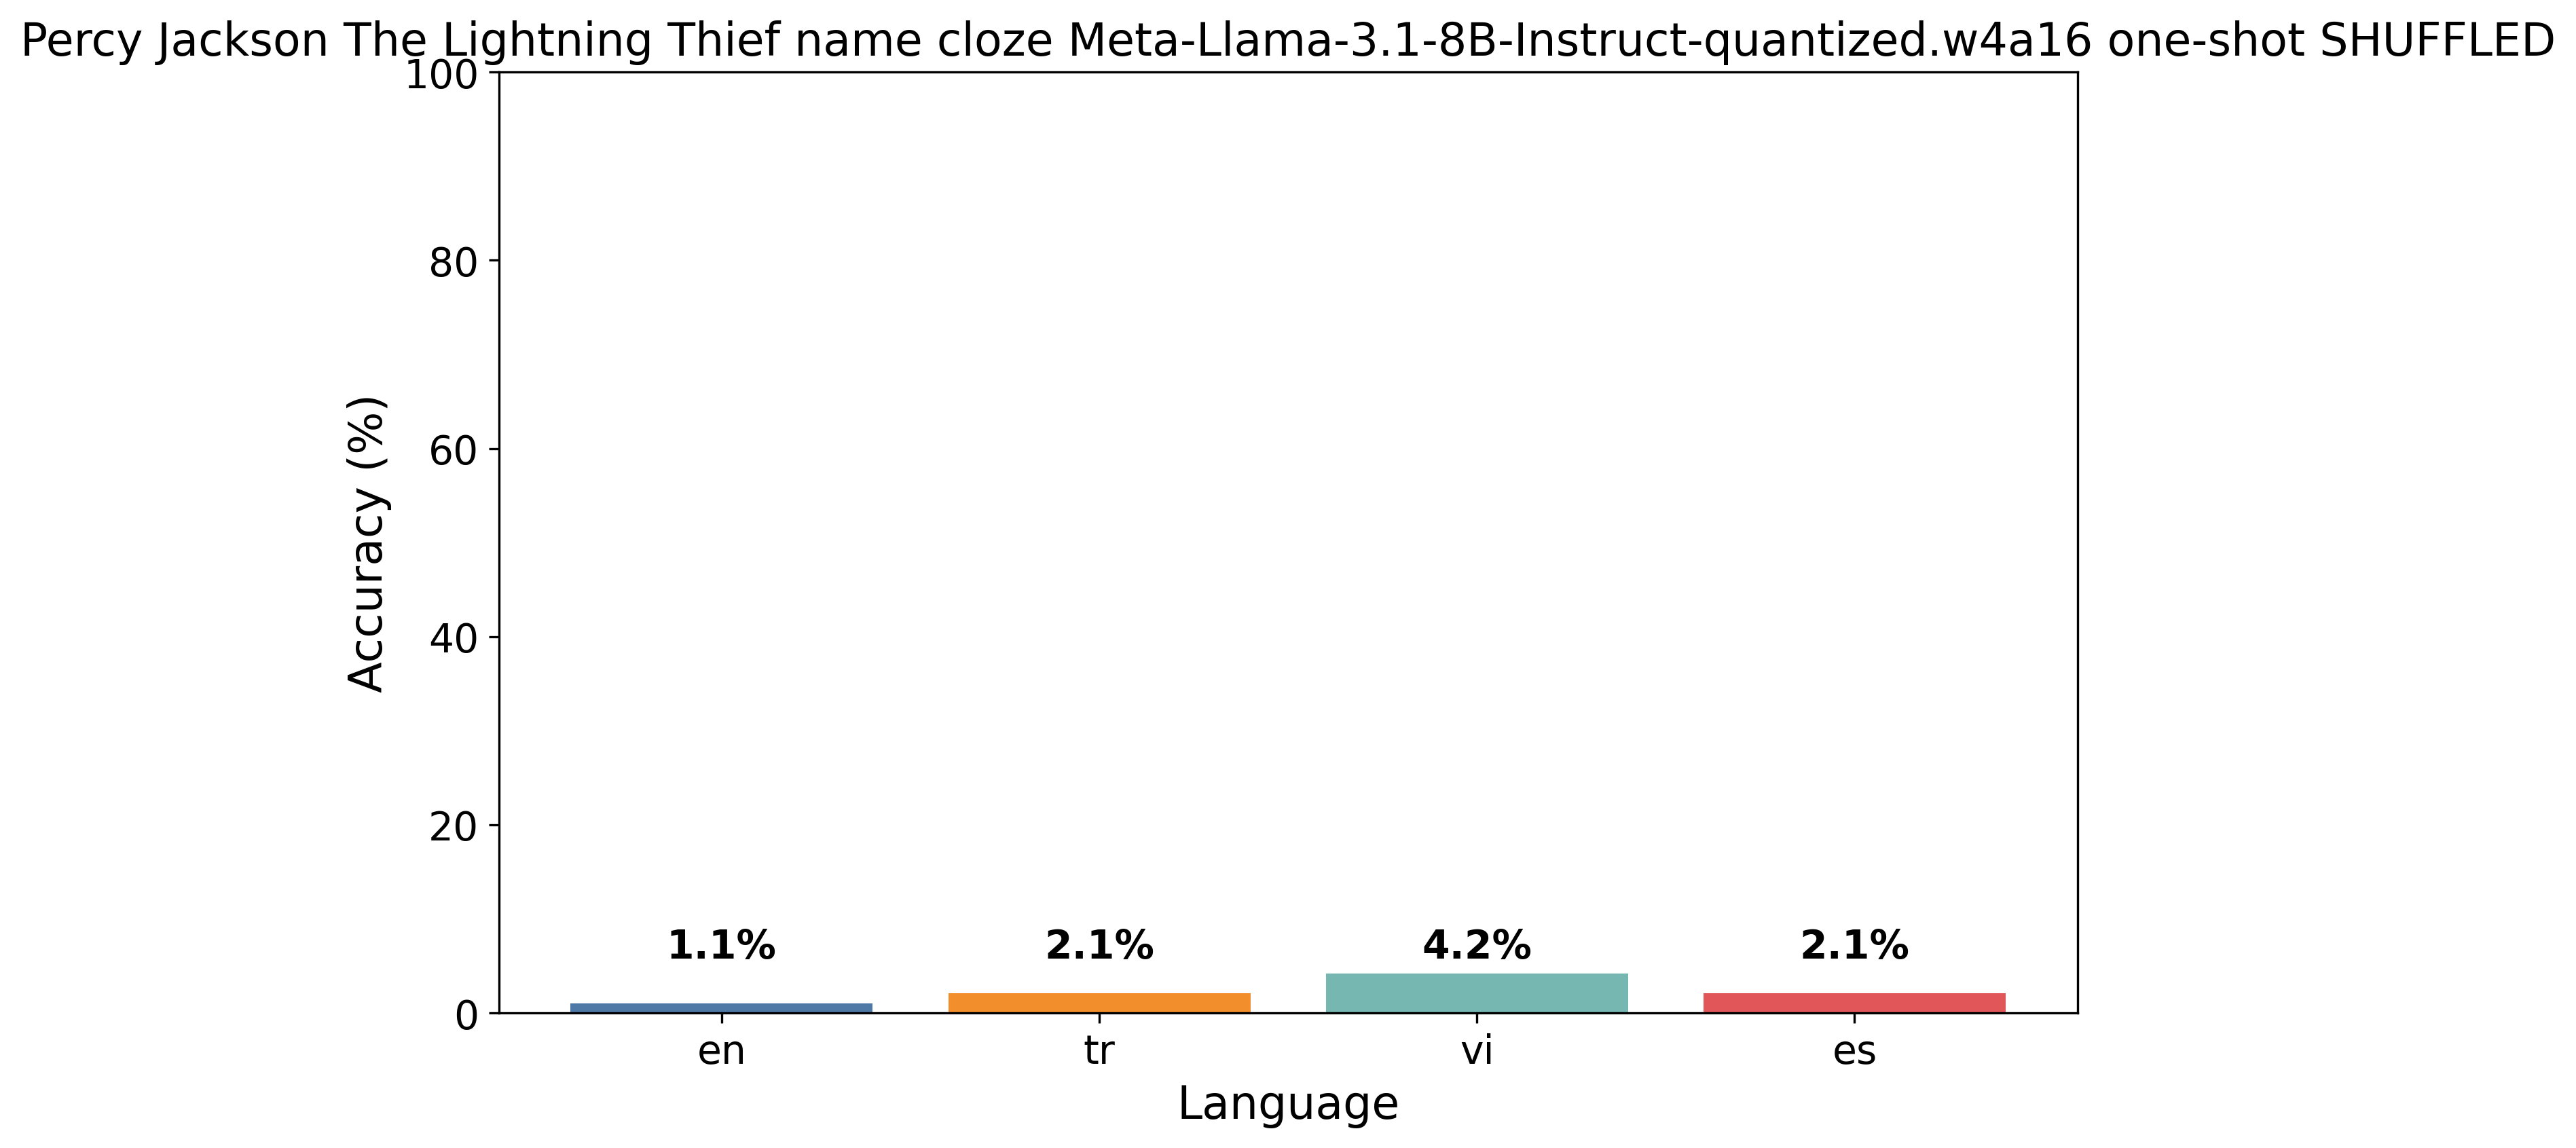 Percy Jackson The Lightning Thief name cloze Meta-Llama-3.1-8B-Instruct-quantized.w4a16 one-shot SHUFFLED
100
80
60
40
20
0
Accuracy (%)
1.1%
2.1%
4.2%
2.1%
en
tr
vi
es
Language